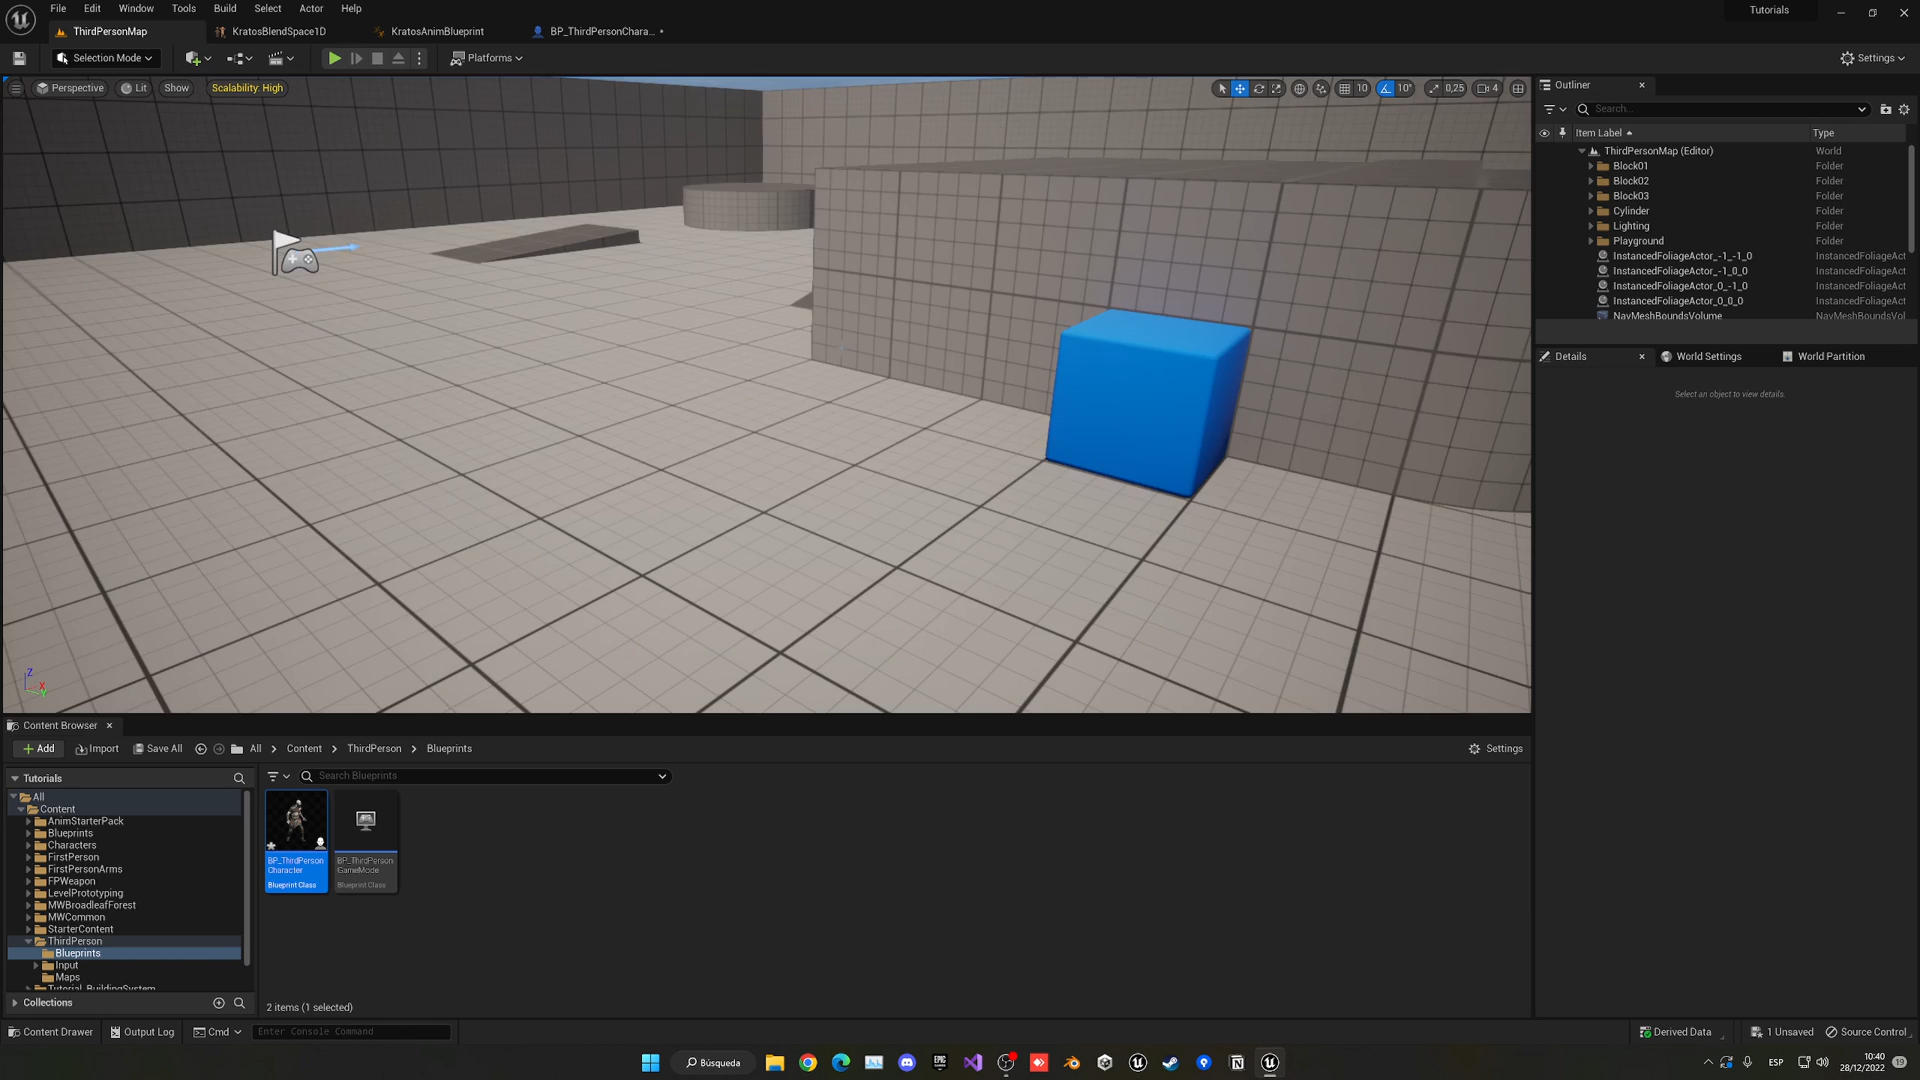 File Edit Window Tools Build Select Actor Help
Tutorials
ThirdPersonMap
KratosBlendSpace1D
KratosAnimBlueprint
BP_ThirdPersonChara... •
Selection Mode
Platforms
Settings
Perspective
Lit
Show
Scalability: High
10
10°
0,25
4
Outliner
Search...
Item Label
Type
ThirdPersonMap (Editor) World
Block01 Folder
Block02 Folder
Block03 Folder
Cylinder Folder
Lighting Folder
Playground Folder
InstancedFoliageActor_-1_-1_0 InstancedFoliageAct
InstancedFoliageActor_-1_0_0 InstancedFoliageAct
InstancedFoliageActor_0_-1_0 InstancedFoliageAct
InstancedFoliageActor_0_0_0 InstancedFoliageAct
NavMeshBoundsVolume NavMeshBoundsVol
Details
World Settings
World Partition
Select an object to view details.
Z
X
Y
Content Browser
Add
Import
Save All
All > Content > ThirdPerson > Blueprints
Settings
Tutorials
Search Blueprints
All
Content
AnimStarterPack
Blueprints
Characters
FirstPerson
FirstPersonArms
FPWeapon
LevelPrototyping
MWBroadleafForest
MWCommon
StarterContent
ThirdPerson
Blueprints
Input
Maps
Tutorial_BuildingSystem
BP_ThirdPerson
Character
Blueprint Class
BP_ThirdPerson
GameMode
Blueprint Class
Collections
2 items (1 selected)
Content Drawer
Output Log
Cmd
Enter Console Command
Derived Data
1 Unsaved
Source Control
Búsqueda
ESP
10:40
28/12/2022
19